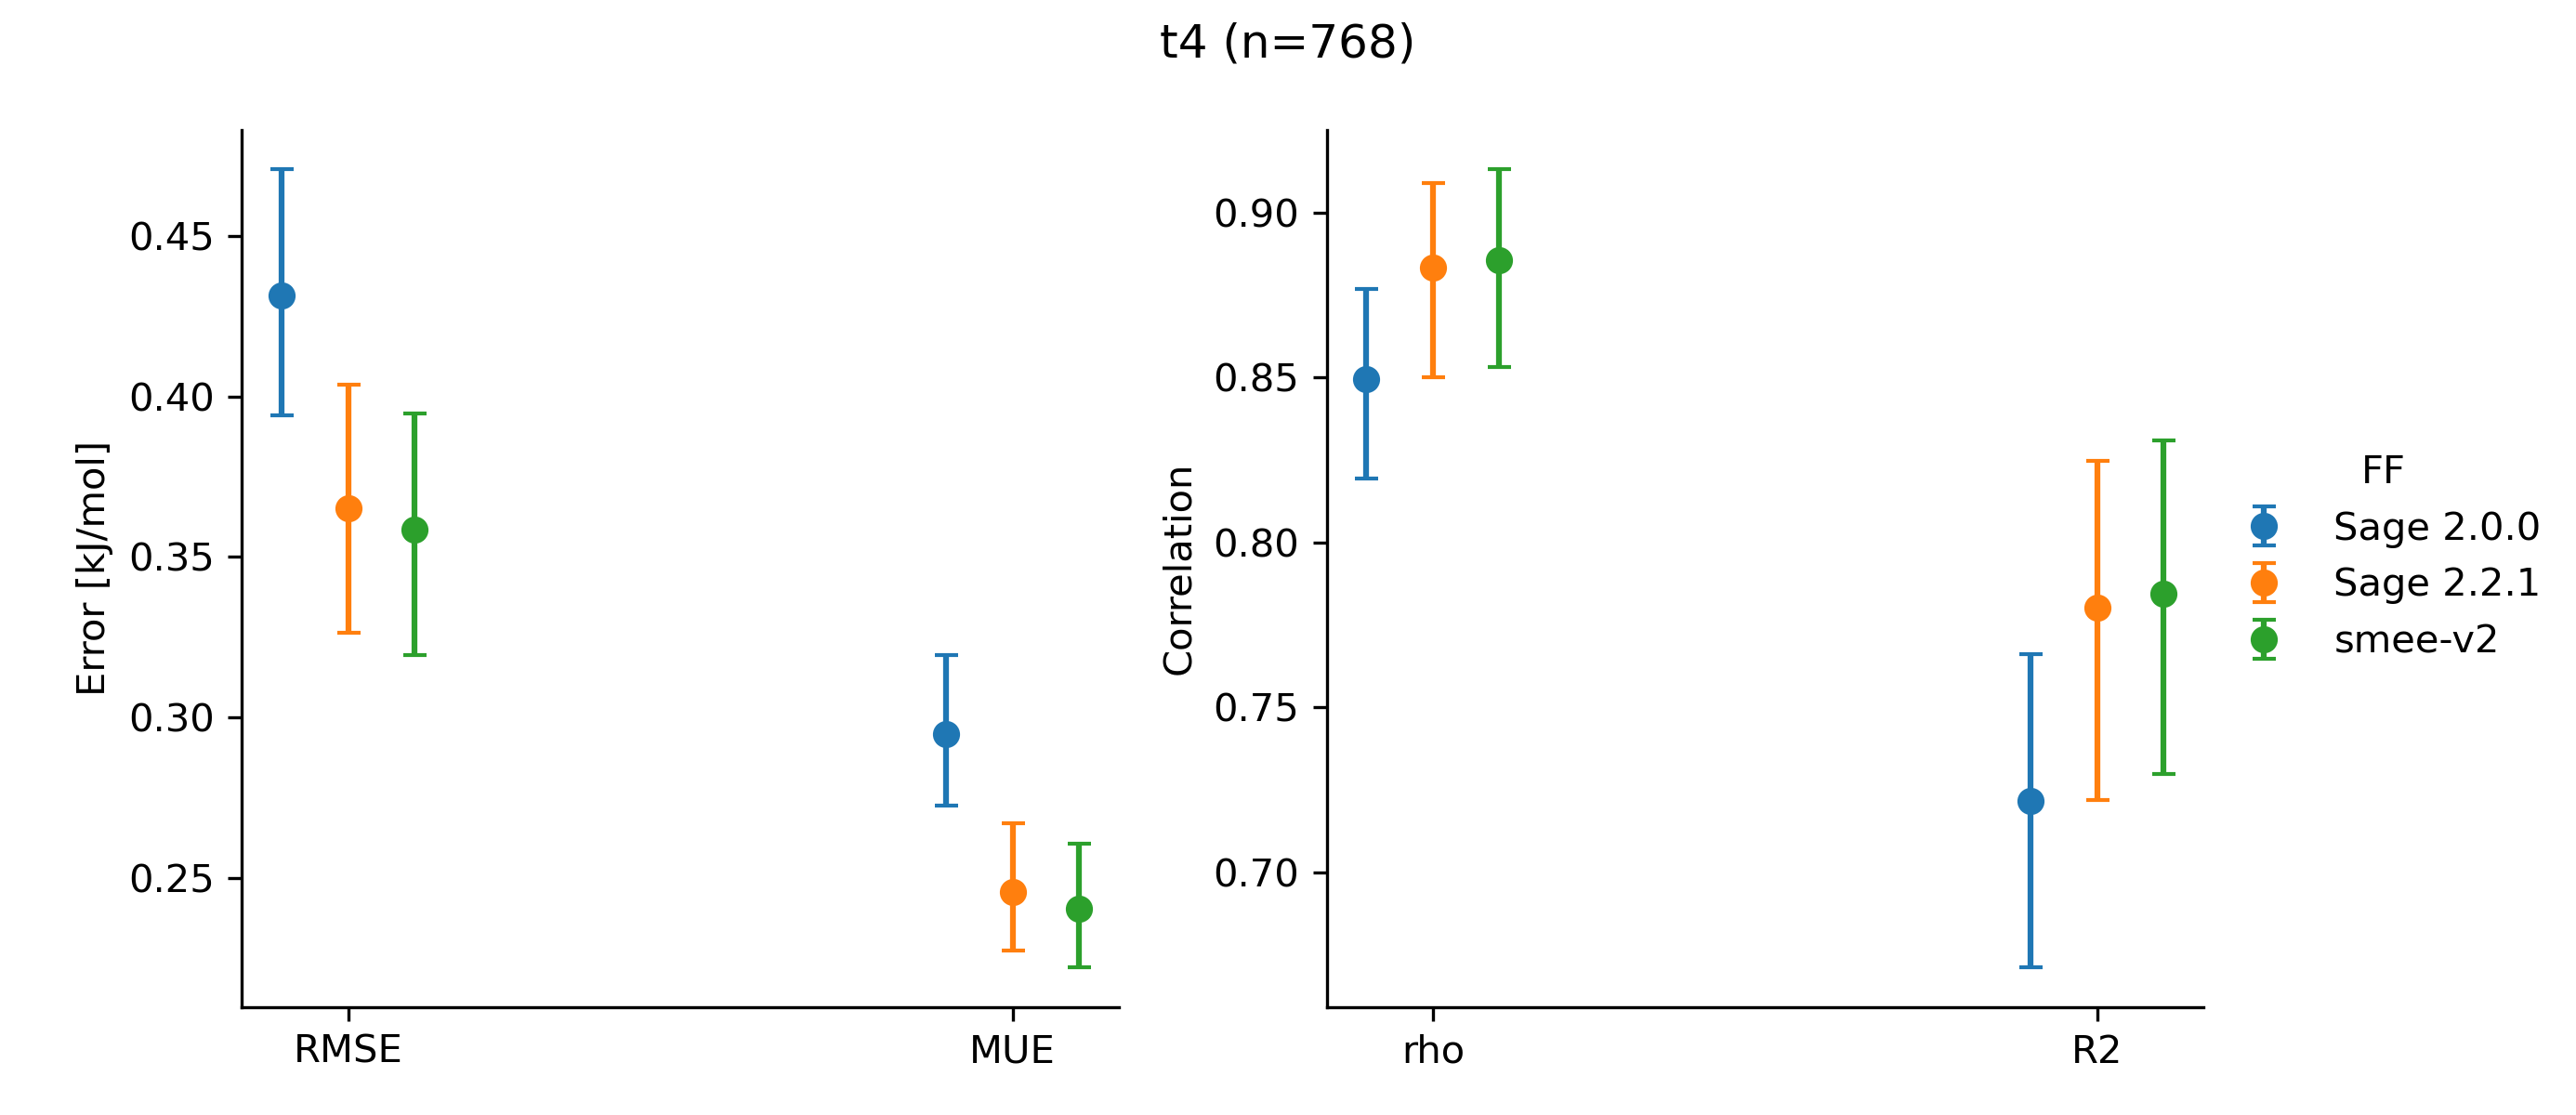 t4 (n=768)
Error [kJ/mol]
0.45
0.40
0.35
0.30
0.25
RMSE
MUE
Correlation
0.90
0.85
0.80
0.75
0.70
rho
R2
FF
Sage 2.0.0
Sage 2.2.1
smee-v2